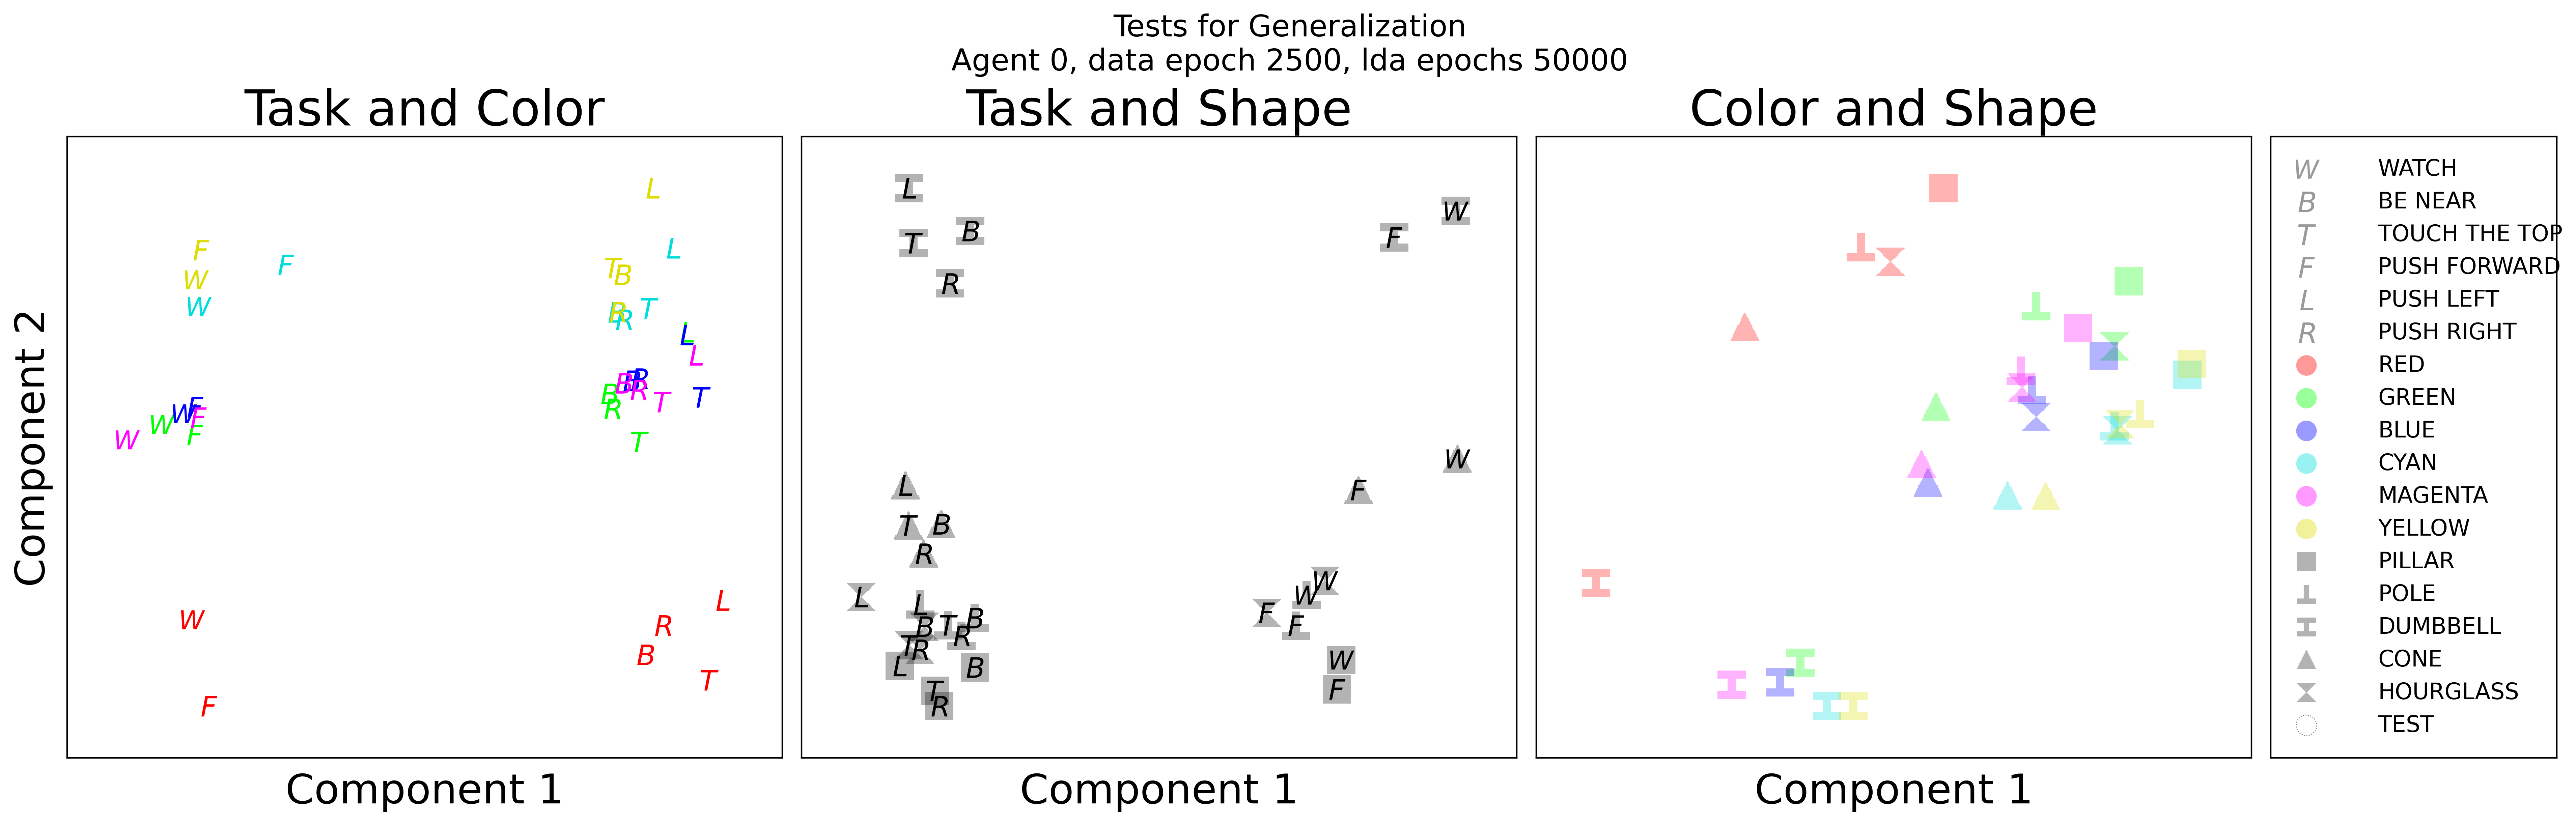 Tests for Generalization
Agent 0, data epoch 2500, lda epochs 50000
Task and Color
Task and Shape
Color and Shape
Component 2
Component 1
Component 1
Component 1
L
F
F
L
W
T
B
W
B
B
T
R
L
L
L
B
B
R
B
R
B
R
T
T
F
W
F
W
F
W
T
L
W
R
B
T
F
L
W
B
T
F
R
W
L
F
T
B
R
W
L
W
L
F
B
B
T
F
R
T
R
W
L
B
T
F
R
W WATCH
B BE NEAR
T TOUCH THE TOP
F PUSH FORWARD
L PUSH LEFT
R PUSH RIGHT
RED
GREEN
BLUE
CYAN
MAGENTA
YELLOW
PILLAR
POLE
DUMBBELL
CONE
HOURGLASS
TEST